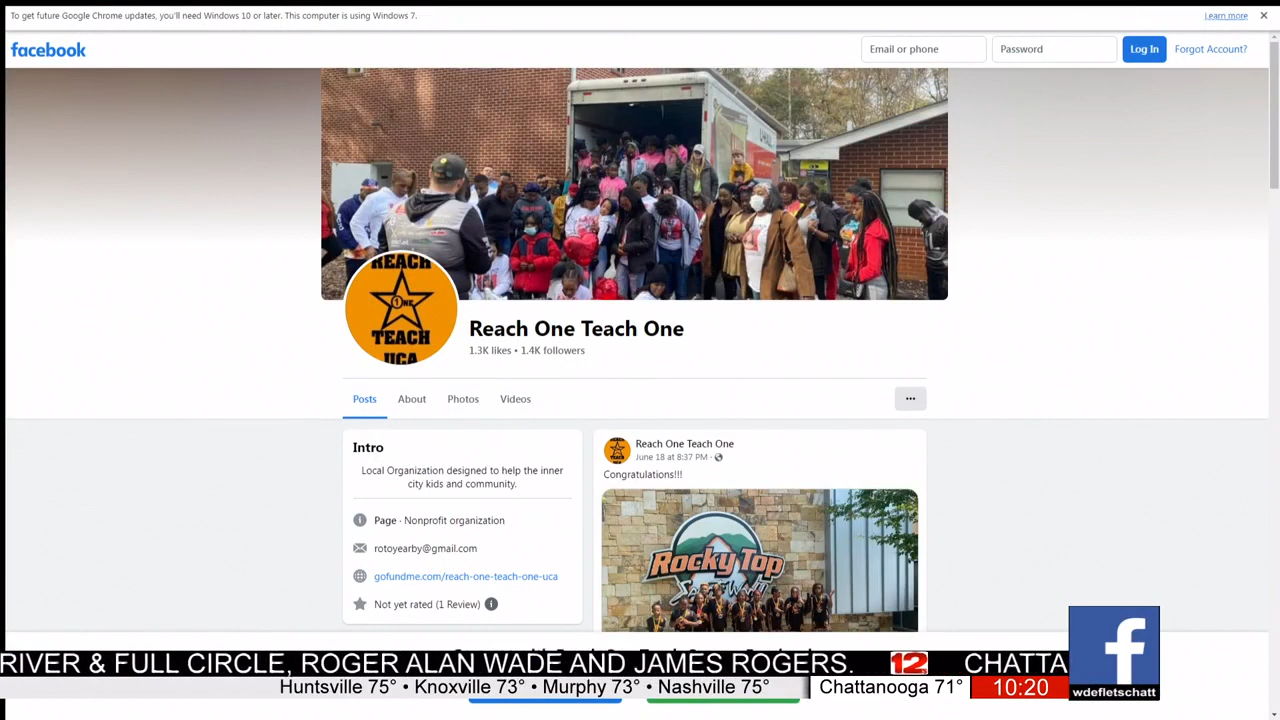 To get future Google Chrome updates, you'll need Windows 10 or later. This computer is using Windows 7.
Learn more
facebook
Email or phone
Password
Log In
Forgot Account?
REACH
1NE
TEACH
UCA
Reach One Teach One
1.3K likes • 1.4K followers
Posts
About
Photos
Videos
Intro
Local Organization designed to help the inner
city kids and community.
Page · Nonprofit organization
rotoyearby@gmail.com
gofundme.com/reach-one-teach-one-uca
Not yet rated (1 Review)
Reach One Teach One
June 18 at 8:37 PM ·
Congratulations!!!
ROCKY TOP
RIVER & FULL CIRCLE, ROGER ALAN WADE AND JAMES ROGERS.
12
CHATTA
Huntsville 75° • Knoxville 73° • Murphy 73° • Nashville 75°
Chattanooga 71°
10:20
f
wdefletschatt